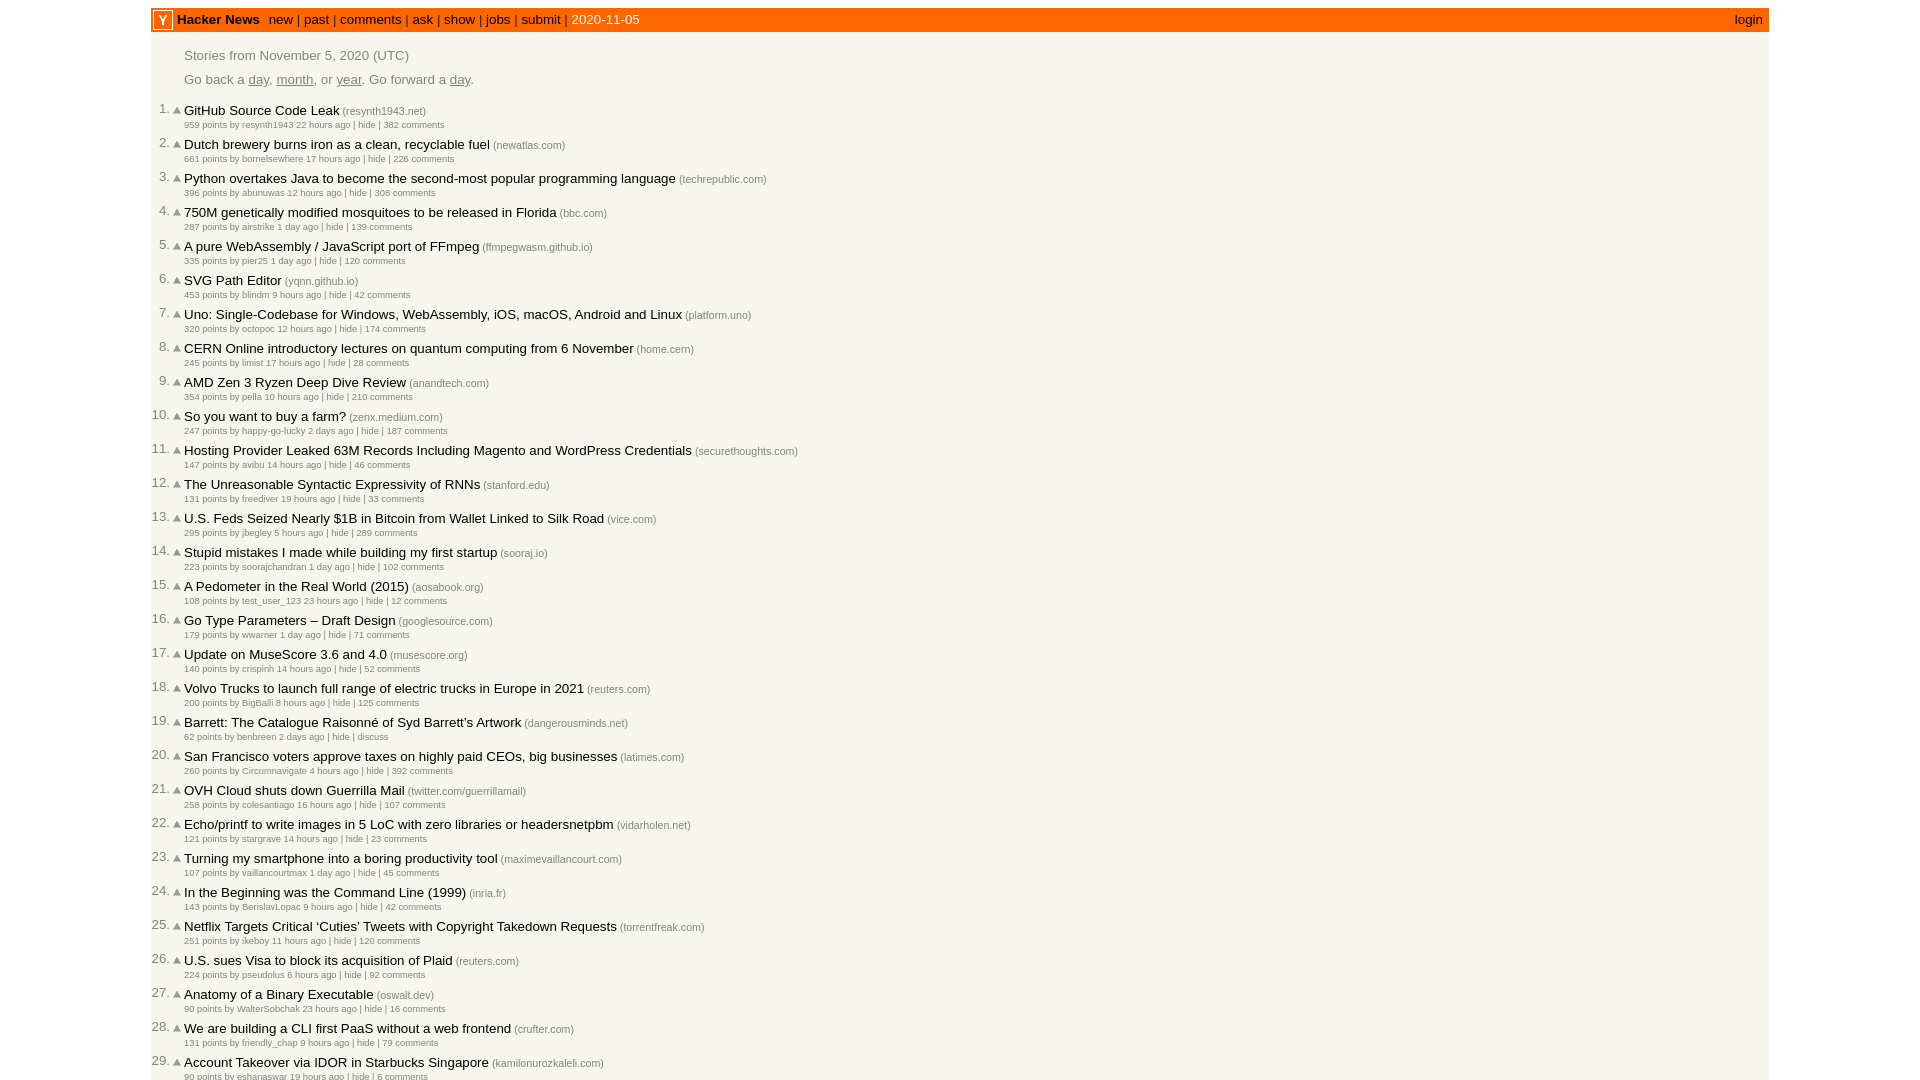 Y Hacker News new | past | comments | ask | show | jobs | submit | 2020-11-05 login
Stories from November 5, 2020 (UTC)
Go back a day, month, or year. Go forward a day.
1. GitHub Source Code Leak (resynth1943.net)
959 points by resynth1943 22 hours ago | hide | 382 comments
2. Dutch brewery burns iron as a clean, recyclable fuel (newatlas.com)
661 points by bornelsewhere 17 hours ago | hide | 226 comments
3. Python overtakes Java to become the second-most popular programming language (techrepublic.com)
396 points by abunuwas 12 hours ago | hide | 308 comments
4. 750M genetically modified mosquitoes to be released in Florida (bbc.com)
287 points by airstrike 1 day ago | hide | 139 comments
5. A pure WebAssembly / JavaScript port of FFmpeg (ffmpegwasm.github.io)
335 points by pier25 1 day ago | hide | 120 comments
6. SVG Path Editor (yqnn.github.io)
453 points by blindm 9 hours ago | hide | 42 comments
7. Uno: Single-Codebase for Windows, WebAssembly, iOS, macOS, Android and Linux (platform.uno)
320 points by octopoc 12 hours ago | hide | 174 comments
8. CERN Online introductory lectures on quantum computing from 6 November (home.cern)
245 points by limist 17 hours ago | hide | 28 comments
9. AMD Zen 3 Ryzen Deep Dive Review (anandtech.com)
354 points by pella 10 hours ago | hide | 210 comments
10. So you want to buy a farm? (zenx.medium.com)
247 points by happy-go-lucky 2 days ago | hide | 187 comments
11. Hosting Provider Leaked 63M Records Including Magento and WordPress Credentials (securethoughts.com)
147 points by avibu 14 hours ago | hide | 46 comments
12. The Unreasonable Syntactic Expressivity of RNNs (stanford.edu)
131 points by freediver 19 hours ago | hide | 33 comments
13. U.S. Feds Seized Nearly $1B in Bitcoin from Wallet Linked to Silk Road (vice.com)
295 points by jbegley 5 hours ago | hide | 289 comments
14. Stupid mistakes I made while building my first startup (sooraj.io)
223 points by soorajchandran 1 day ago | hide | 102 comments
15. A Pedometer in the Real World (2015) (aosabook.org)
108 points by test_user_123 23 hours ago | hide | 12 comments
16. Go Type Parameters – Draft Design (googlesource.com)
179 points by wwarner 1 day ago | hide | 71 comments
17. Update on MuseScore 3.6 and 4.0 (musescore.org)
140 points by crispinh 14 hours ago | hide | 52 comments
18. Volvo Trucks to launch full range of electric trucks in Europe in 2021 (reuters.com)
200 points by BigBalli 8 hours ago | hide | 125 comments
19. Barrett: The Catalogue Raisonné of Syd Barrett’s Artwork (dangerousminds.net)
62 points by benbreen 2 days ago | hide | discuss
20. San Francisco voters approve taxes on highly paid CEOs, big businesses (latimes.com)
260 points by Circumnavigate 4 hours ago | hide | 392 comments
21. OVH Cloud shuts down Guerrilla Mail (twitter.com/guerrillamail)
258 points by colesantiago 16 hours ago | hide | 107 comments
22. Echo/printf to write images in 5 LoC with zero libraries or headersnetpbm (vidarholen.net)
121 points by stargrave 14 hours ago | hide | 23 comments
23. Turning my smartphone into a boring productivity tool (maximevaillancourt.com)
107 points by vaillancourtmax 1 day ago | hide | 45 comments
24. In the Beginning was the Command Line (1999) (inria.fr)
143 points by BerislavLopac 9 hours ago | hide | 42 comments
25. Netflix Targets Critical ‘Cuties’ Tweets with Copyright Takedown Requests (torrentfreak.com)
251 points by ikeboy 11 hours ago | hide | 120 comments
26. U.S. sues Visa to block its acquisition of Plaid (reuters.com)
224 points by pseudolus 6 hours ago | hide | 92 comments
27. Anatomy of a Binary Executable (oswalt.dev)
90 points by WalterSobchak 23 hours ago | hide | 16 comments
28. We are building a CLI first PaaS without a web frontend (crufter.com)
131 points by friendly_chap 9 hours ago | hide | 79 comments
29. Account Takeover via IDOR in Starbucks Singapore (kamilonurozkaleli.com)
90 points by eshanaswar 19 hours ago | hide | 6 comments